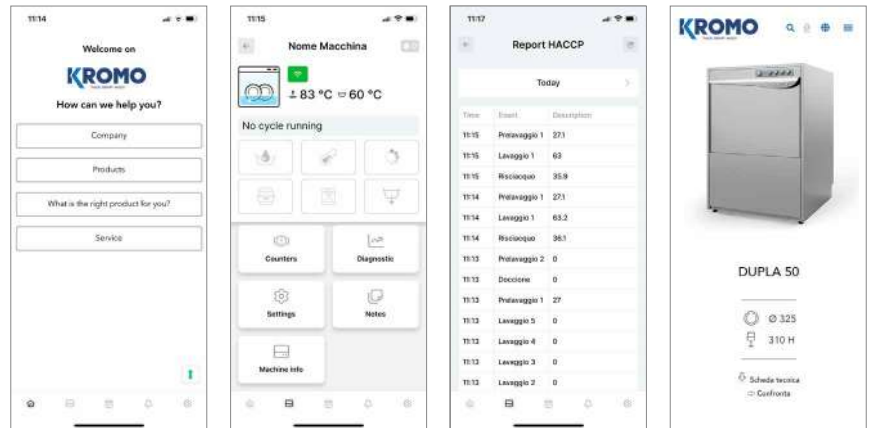 11:14
Welcome on
KROMO
How can we help you?
Company
Products
What is the right product for you?
Service
11:15
Nome Macchina
83 °C 60 °C
No cycle running
Counters
Diagnostic
Settings
Notes
Machine info
11:17
Report HACCP
Today
Time Event Description
11:15 Prelavaggio 1 27.1
11:15 Lavaggio 1 63
11:15 Risciacquo 35.9
11:14 Prelavaggio 1 27.1
11:14 Lavaggio 1 63.2
11:14 Risciacquo 36.1
11:13 Prelavaggio 2 0
11:13 Doccione 0
11:13 Prelavaggio 1 27
11:13 Lavaggio 5 0
11:13 Lavaggio 4 0
11:13 Lavaggio 3 0
11:13 Lavaggio 2 0
KROMO
DUPLA 50
Ø 325
310 H
Scheda tecnica
Confronta